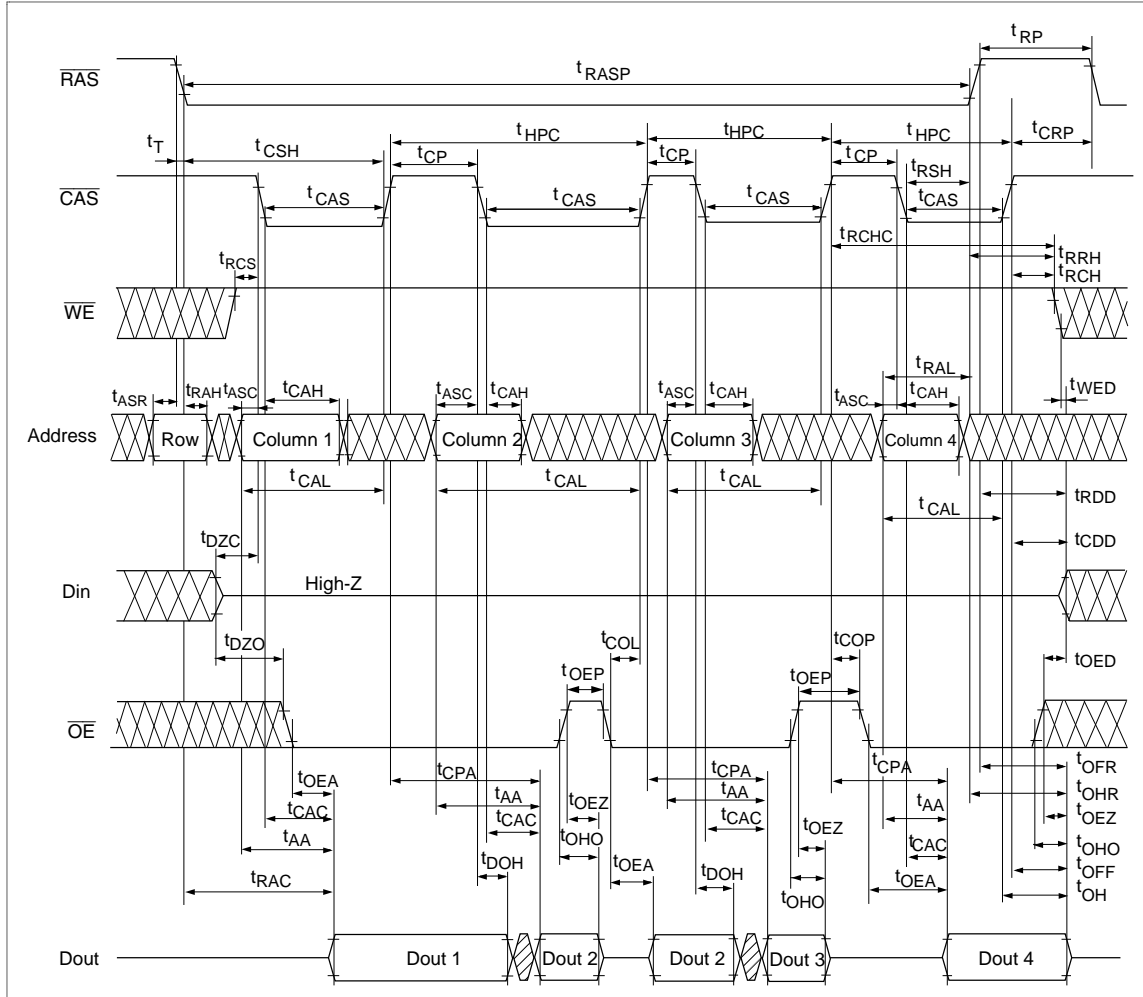 tRP
RAS
tRASP
tT
tCSH
tHPC
tHPC
tHPC
tCRP
tCP
tCP
tCP
tRSH
CAS
tCAS
tCAS
tCAS
tCAS
tRCHC
tRCS
tRRH
tRCH
WE
tRAL
tWED
tASR
tRAH
tASC
tCAH
tASC
tCAH
tASC
tCAH
tASC
tCAH
Address
Row
Column 1
Column 2
Column 3
Column 4
tCAL
tCAL
tCAL
tCAL
tRDD
tDZC
tCDD
Din
High-Z
tDZO
tCOL
tCOP
tOED
tOEP
tOEP
OE
tOEA
tCPA
tCPA
tCPA
tOFR
tCAC
tAA
tAA
tAA
tOHR
tOEZ
tOEZ
tOEZ
tAA
tCAC
tCAC
tCAC
tOHO
tOHO
tOFF
tRAC
tDOH
tOEA
tDOH
tOHO
tOEA
tOH
Dout
Dout 1
Dout 2
Dout 2
Dout 3
Dout 4